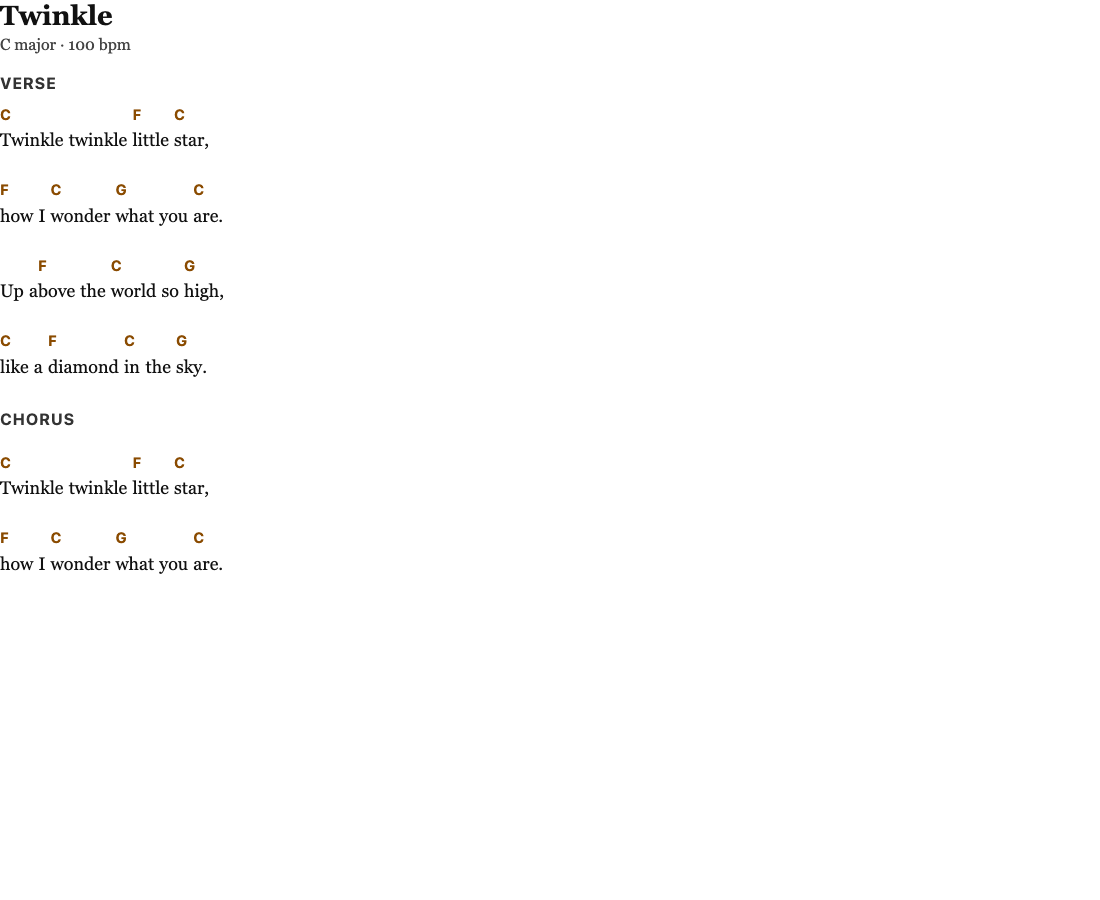 Twinkle
C major · 100 bpm
VERSE
C F C
Twinkle twinkle little star,
F C G C
how I wonder what you are.
F C G
Up above the world so high,
C F C G
like a diamond in the sky.
CHORUS
C F C
Twinkle twinkle little star,
F C G C
how I wonder what you are.